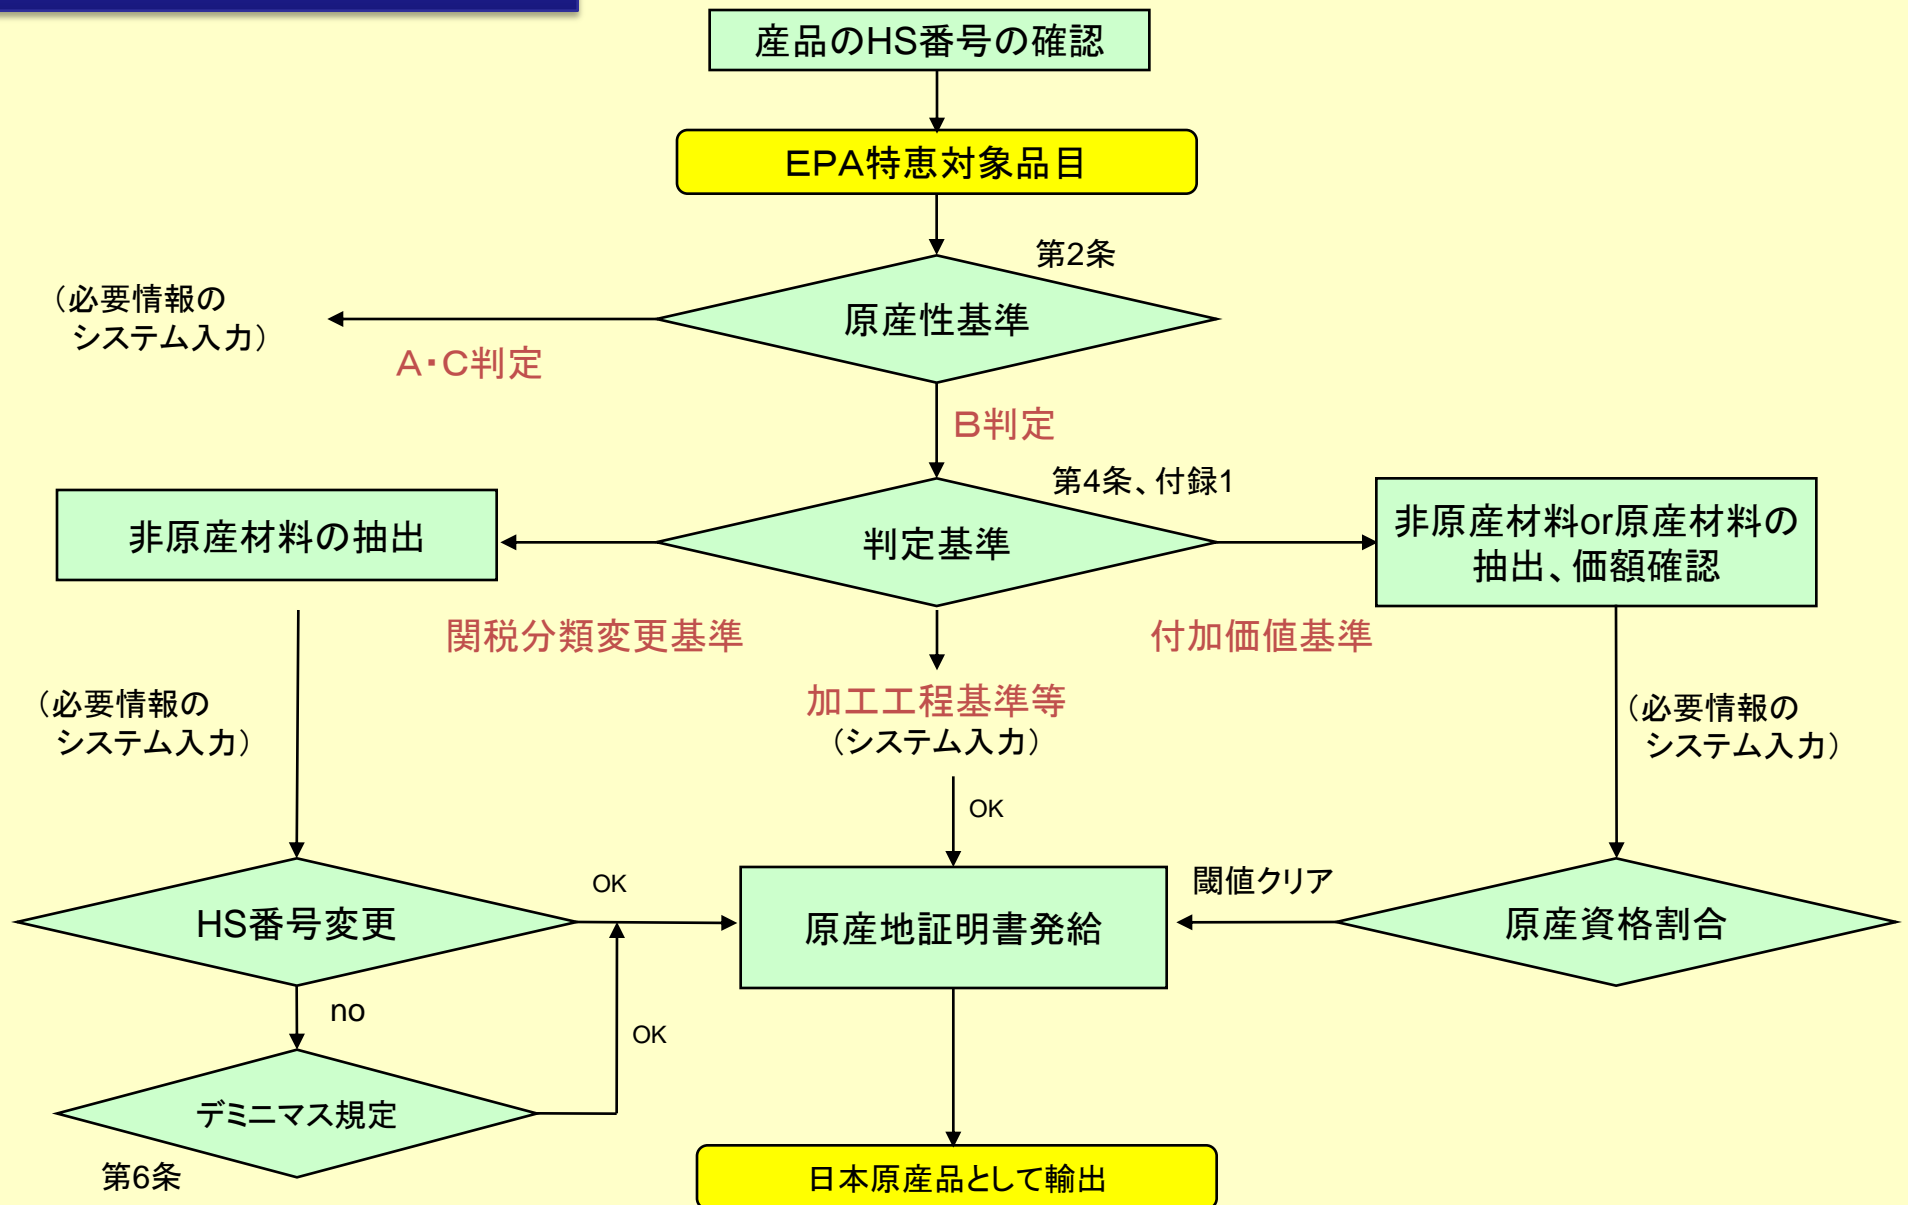 産品のHS番号の確認
EPA特恵対象品目
第2条
原産性基準
（必要情報の
システム入力）
A・C判定
B判定
第4条、付録1
非原産材料の抽出
判定基準
非原産材料or原産材料の
抽出、価額確認
関税分類変更基準
付加価値基準
加工工程基準等
（システム入力）
（必要情報の
システム入力）
（必要情報の
システム入力）
OK
OK
閾値クリア
HS番号変更
原産地証明書発給
原産資格割合
no
OK
デミニマス規定
第6条
日本原産品として輸出